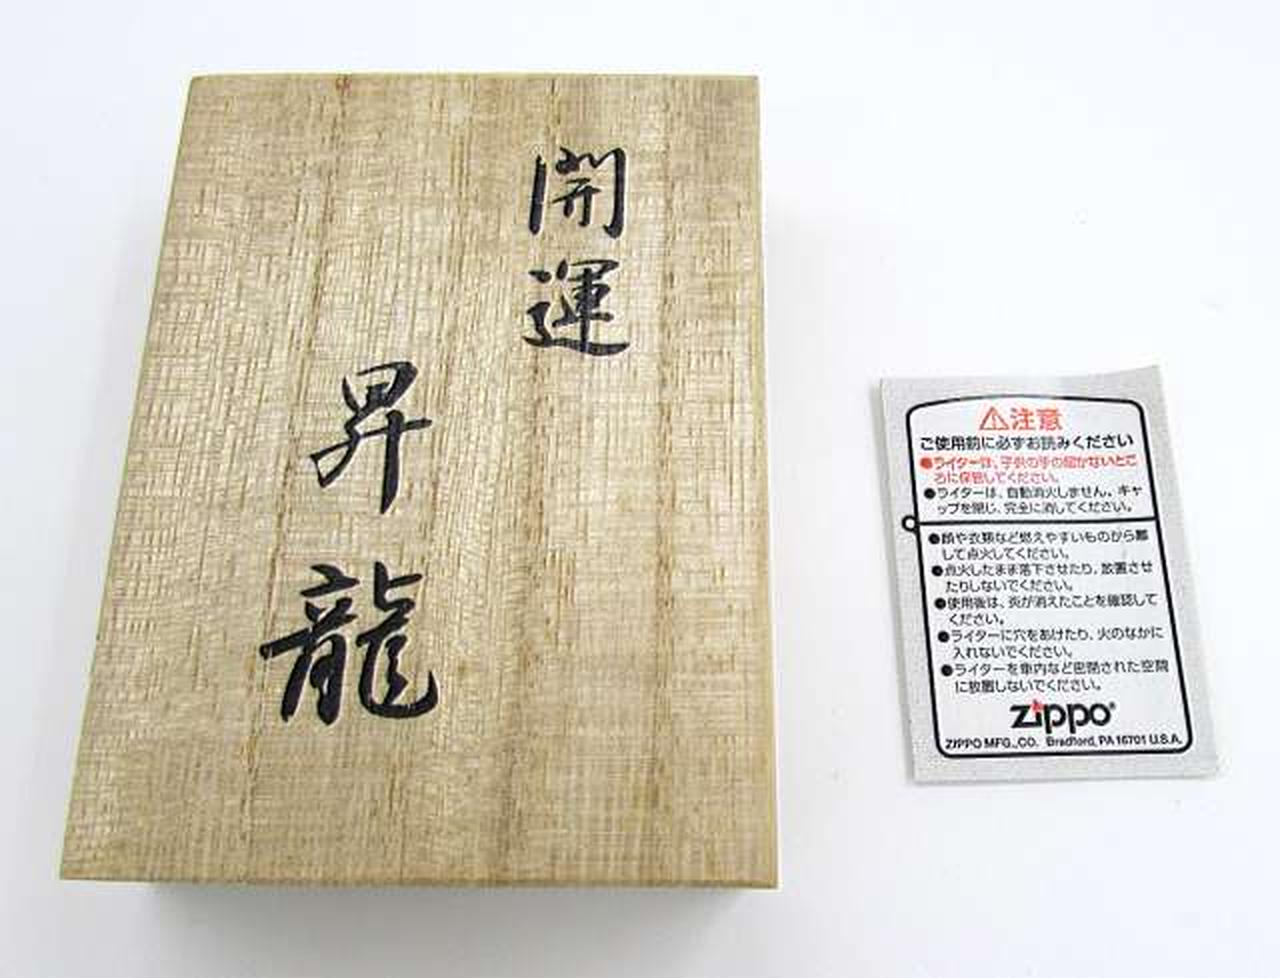 開運
昇龍
⚠注意
ご使用前に必ずお読みください
●ライターは、子供の手の届かないとこ
ろに保管してください。
●ライターは、自動消火しません。キャ
ップを閉じ、完全に消してください。
●顔や衣類など燃えやすいものから離
して点火してください。
●点火したまま落下させたり、放置させ
たりしないでください。
●使用後は、炎が消えたことを確認して
ください。
●ライターに穴をあけたり、火のなかに
入れないでください。
●ライターを車内など密閉された空間
に放置しないでください。
zippo®
ZIPPO MFG.,CO. Bradford, PA 16701 U.S.A.